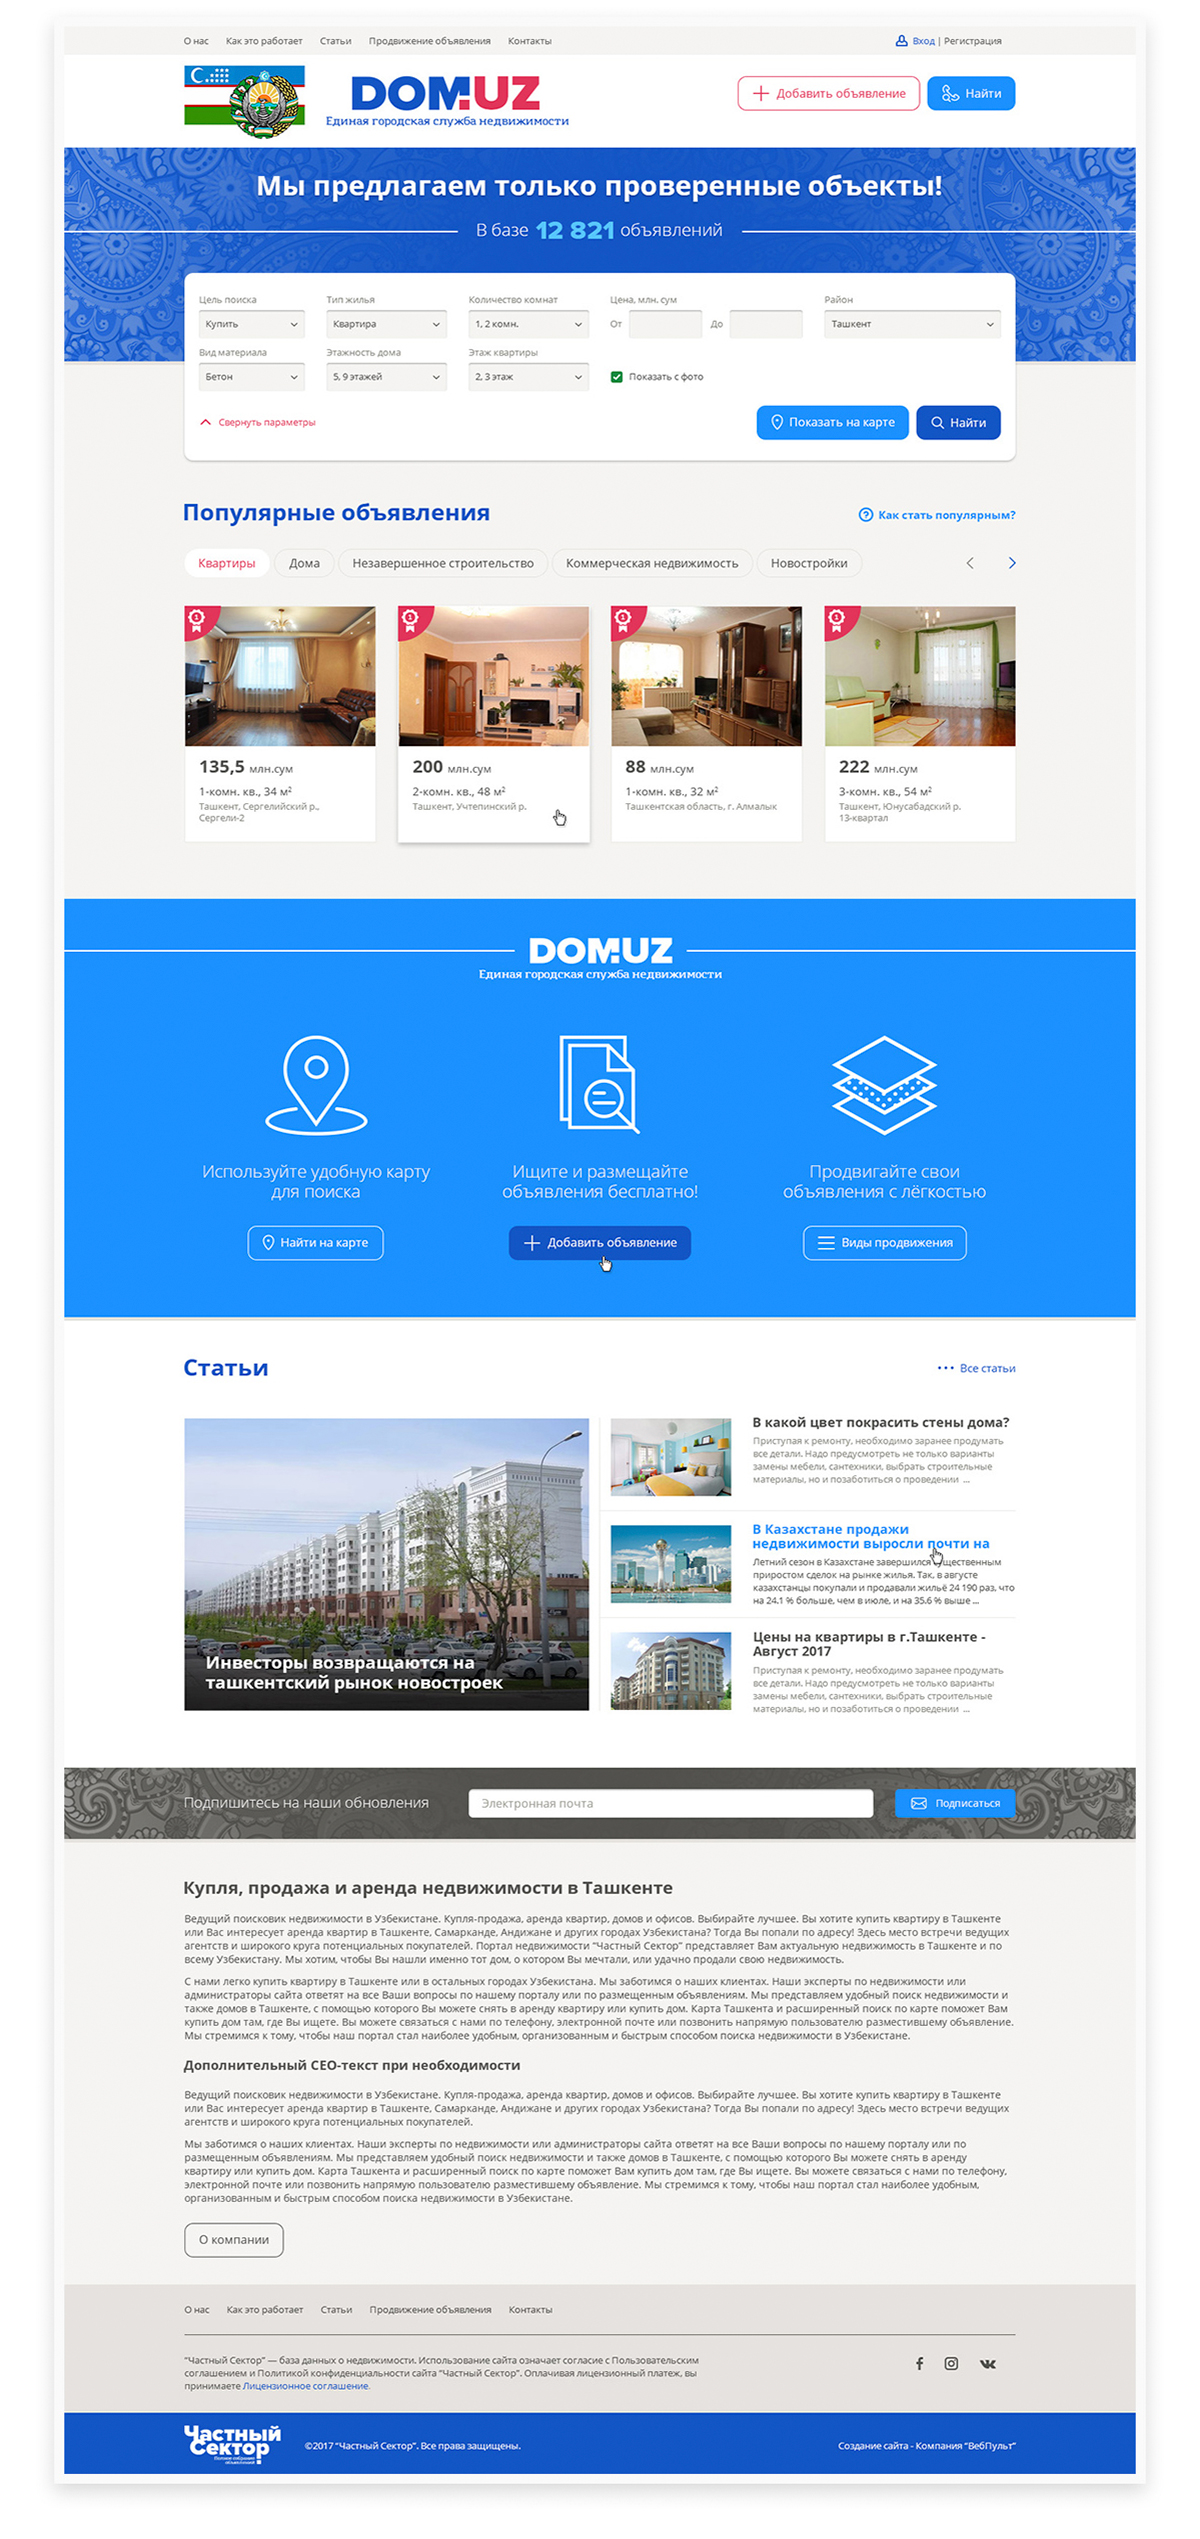 О нас Как это работает Статьи Продвижение объявления Контакты Вход | Регистрация
DOM.UZ
Единая городская служба недвижимости
Добавить объявление Найти
Мы предлагаем только проверенные объекты!
В базе 12 821 объявлений
Цель поиска Тип жилья Количество комнат Цена, млн. сум Район
Купить Квартира 1, 2 комн. От До Ташкент
Вид материала Этажность дома Этаж квартиры
Бетон 5, 9 этажей 2, 3 этаж Показать с фото
Свернуть параметры Показать на карте Найти
Популярные объявления Как стать популярным?
Квартиры Дома Незавершенное строительство Коммерческая недвижимость Новостройки
1 1 1 1
135,5 млн.сум 200 млн.сум 88 млн.сум 222 млн.сум
1-комн. кв., 34 м² 2-комн. кв., 48 м² 1-комн. кв., 32 м² 3-комн. кв., 54 м²
Ташкент, Сергелийский р., Ташкент, Учтепинский р. Ташкентская область, г. Алмалык Ташкент, Юнусабадский р.
Сергели-2 13-квартал
DOM.UZ
Единая городская служба недвижимости
Используйте удобную карту Ищите и размещайте Продвигайте свои
для поиска объявления бесплатно! объявления с лёгкостью
Найти на карте Добавить объявление Виды продвижения
Статьи Все статьи
Инвесторы возвращаются на
ташкентский рынок новостроек
В какой цвет покрасить стены дома?
Приступая к ремонту, необходимо заранее продумать
все детали. Надо предусмотреть не только варианты
замены мебели, сантехники, выбрать строительные
материалы, но и позаботиться о проведении ...
В Казахстане продажи
недвижимости выросли почти на
Летний сезон в Казахстане завершился существенным
приростом сделок на рынке жилья. Так, в августе
казахстанцы покупали и продавали жильё 24 190 раз, что
на 24.1 % больше, чем в июле, и на 35.6 % выше ...
Цены на квартиры в г.Ташкенте -
Август 2017
Приступая к ремонту, необходимо заранее продумать
все детали. Надо предусмотреть не только варианты
замены мебели, сантехники, выбрать строительные
материалы, но и позаботиться о проведении ...
Подпишитесь на наши обновления Электронная почта Подписаться
Купля, продажа и аренда недвижимости в Ташкенте
Ведущий поисковик недвижимости в Узбекистане. Купля-продажа, аренда квартир, домов и офисов. Выбирайте лучшее. Вы хотите купить квартиру в Ташкенте
или Вас интересует аренда квартир в Ташкенте, Самарканде, Андижане и других городах Узбекистана? Тогда Вы попали по адресу! Здесь место встречи ведущих
агентств и широкого круга потенциальных покупателей. Портал недвижимости “Частный Сектор” представляет Вам актуальную недвижимость в Ташкенте и по
всему Узбекистану. Мы хотим, чтобы Вы нашли именно тот дом, о котором Вы мечтали, или удачно продали свою недвижимость.
С нами легко купить квартиру в Ташкенте или в остальных городах Узбекистана. Мы заботимся о наших клиентах. Наши эксперты по недвижимости или
администраторы сайта ответят на все Ваши вопросы по нашему порталу или по размещенным объявлениям. Мы представляем удобный поиск недвижимости и
также домов в Ташкенте, с помощью которого Вы можете снять в аренду квартиру или купить дом. Карта Ташкента и расширенный поиск по карте поможет Вам
купить дом там, где Вы ищете. Вы можете связаться с нами по телефону, электронной почте или позвонить напрямую пользователю разместившему объявление.
Мы стремимся к тому, чтобы наш портал стал наиболее удобным, организованным и быстрым способом поиска недвижимости в Узбекистане.
Дополнительный СЕО-текст при необходимости
Ведущий поисковик недвижимости в Узбекистане. Купля-продажа, аренда квартир, домов и офисов. Выбирайте лучшее. Вы хотите купить квартиру в Ташкенте
или Вас интересует аренда квартир в Ташкенте, Самарканде, Андижане и других городах Узбекистана? Тогда Вы попали по адресу! Здесь место встречи ведущих
агентств и широкого круга потенциальных покупателей.
Мы заботимся о наших клиентах. Наши эксперты по недвижимости или администраторы сайта ответят на все Ваши вопросы по нашему порталу или по
размещенным объявлениям. Мы представляем удобный поиск недвижимости и также домов в Ташкенте, с помощью которого Вы можете снять в аренду
квартиру или купить дом. Карта Ташкента и расширенный поиск по карте поможет Вам купить дом там, где Вы ищете. Вы можете связаться с нами по телефону,
электронной почте или позвонить напрямую пользователю разместившему объявление. Мы стремимся к тому, чтобы наш портал стал наиболее удобным,
организованным и быстрым способом поиска недвижимости в Узбекистане.
О компании
О нас Как это работает Статьи Продвижение объявления Контакты
“Частный Сектор” — база данных о недвижимости. Использование сайта означает согласие с Пользовательским
соглашением и Политикой конфиденциальности сайта “Частный Сектор”. Оплачивая лицензионный платеж, вы
принимаете Лицензионное соглашение.
Частный
Сектор
©2017 “Частный Сектор”. Все права защищены. Создание сайта - Компания “ВебПульт”